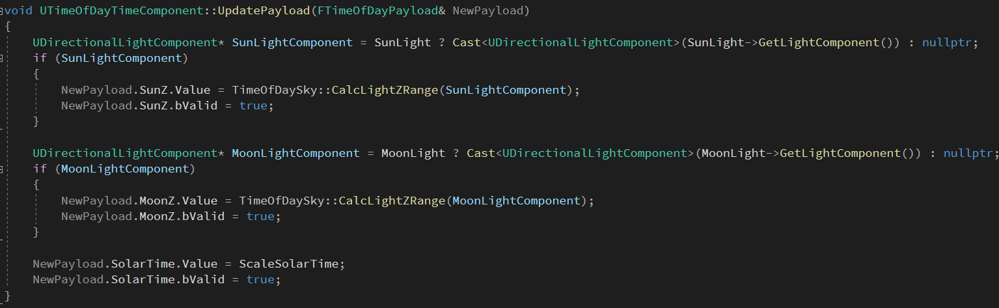 void UTimeOfDayTimeComponent::UpdatePayload(FTimeOfDayPayload& NewPayload)
{
UDirectionalLightComponent* SunLightComponent = SunLight ? Cast<UDirectionalLightComponent>(SunLight->GetLightComponent()) : nullptr;
if (SunLightComponent)
{
NewPayload.SunZ.Value = TimeOfDaySky::CalcLightZRange(SunLightComponent);
NewPayload.SunZ.bValid = true;
}
UDirectionalLightComponent* MoonLightComponent = MoonLight ? Cast<UDirectionalLightComponent>(MoonLight->GetLightComponent()) : nullptr;
if (MoonLightComponent)
{
NewPayload.MoonZ.Value = TimeOfDaySky::CalcLightZRange(MoonLightComponent);
NewPayload.MoonZ.bValid = true;
}
NewPayload.SolarTime.Value = ScaleSolarTime;
NewPayload.SolarTime.bValid = true;
}